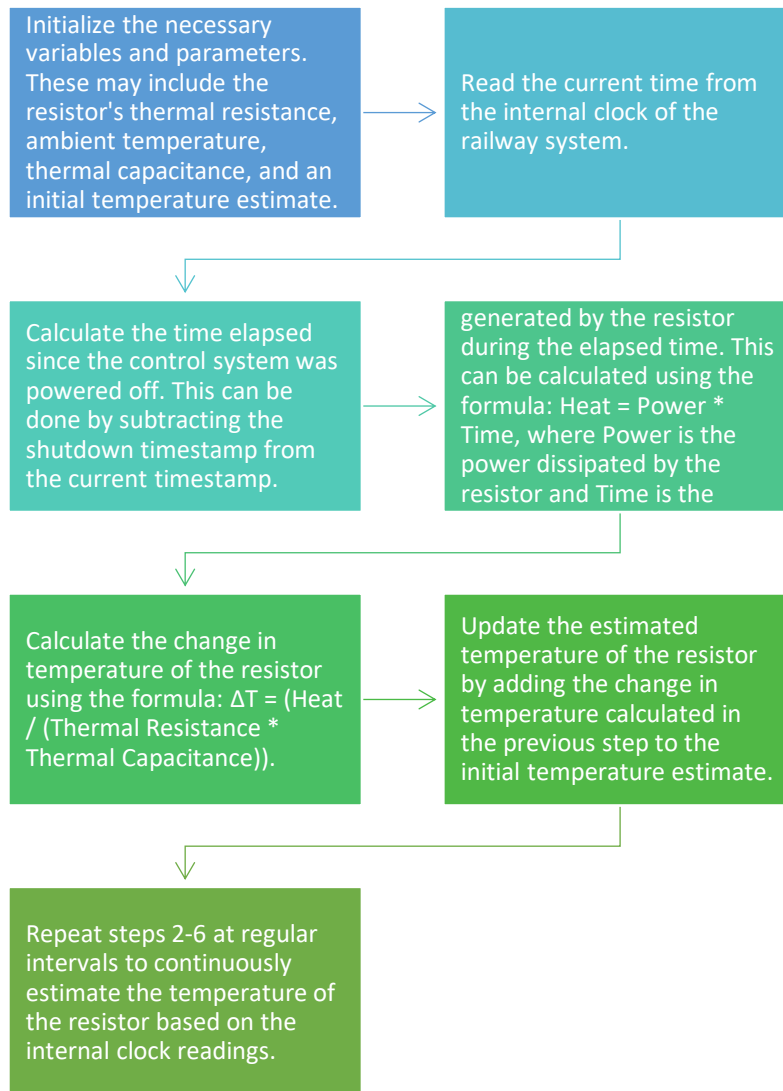 Initialize the necessary
variables and parameters.
These may include the
resistor's thermal resistance,
ambient temperature,
thermal capacitance, and an
initial temperature estimate.
Read the current time from
the internal clock of the
railway system.
Calculate the time elapsed
since the control system was
powered off. This can be
done by subtracting the
shutdown timestamp from
the current timestamp.
generated by the resistor
during the elapsed time. This
can be calculated using the
formula: Heat = Power *
Time, where Power is the
power dissipated by the
resistor and Time is the
Calculate the change in
temperature of the resistor
using the formula: ΔT = (Heat
/ (Thermal Resistance *
Thermal Capacitance)).
Update the estimated
temperature of the resistor
by adding the change in
temperature calculated in
the previous step to the
initial temperature estimate.
Repeat steps 2-6 at regular
intervals to continuously
estimate the temperature of
the resistor based on the
internal clock readings.